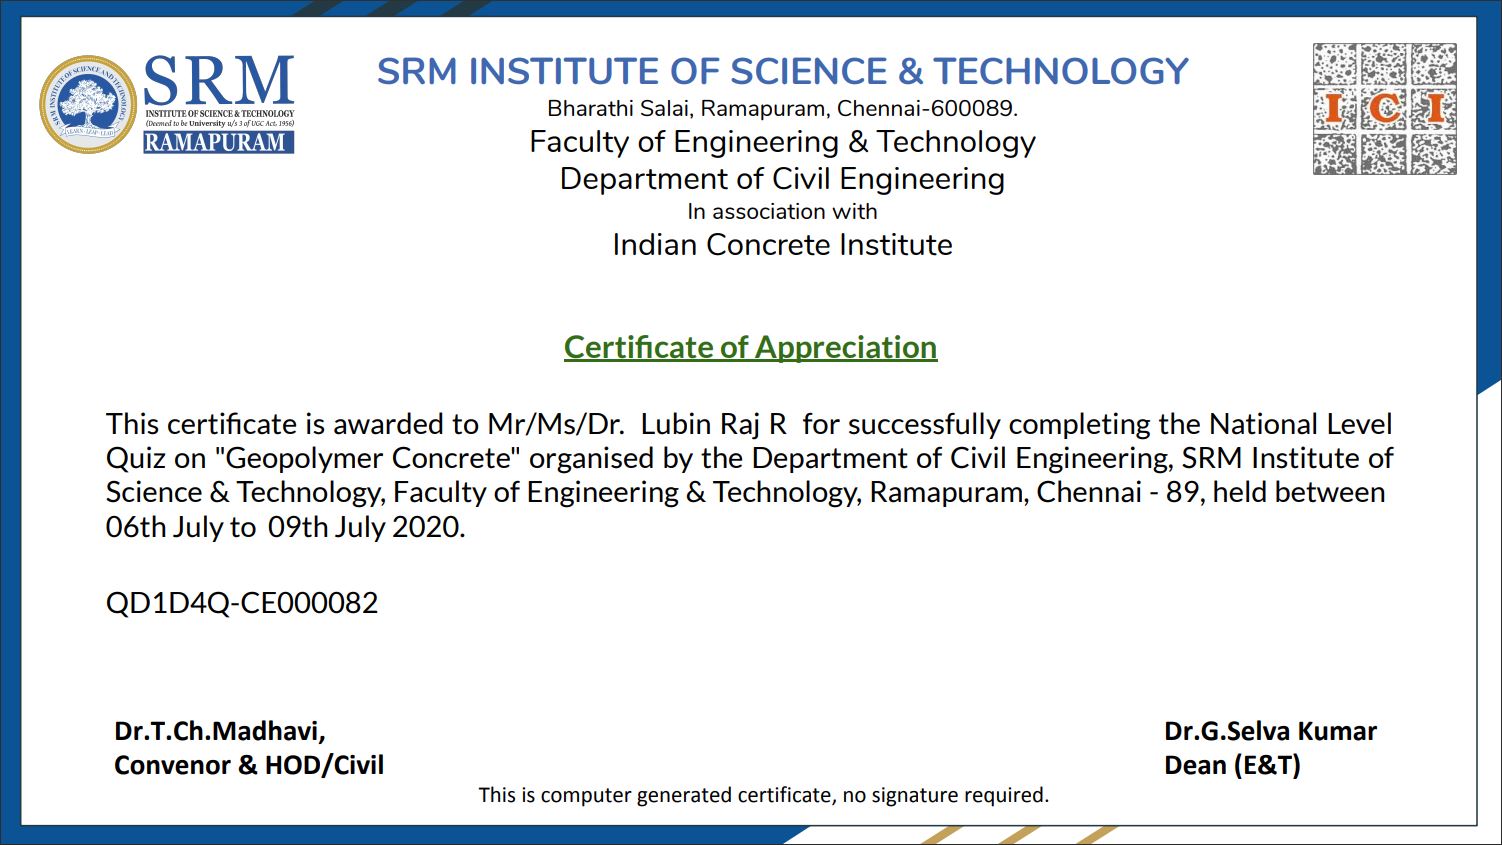 SRM
INSTITUTE OF SCIENCE & TECHNOLOGY
(Deemed to be University u/s 3 of UGC Act, 1956)
RAMAPURAM
SRM INSTITUTE OF SCIENCE AND TECHNOLOGY
LEARN - LEAP - LEAD
SRM INSTITUTE OF SCIENCE & TECHNOLOGY
Bharathi Salai, Ramapuram, Chennai-600089.
Faculty of Engineering & Technology
Department of Civil Engineering
In association with
Indian Concrete Institute
I C I
Certificate of Appreciation
This certificate is awarded to Mr/Ms/Dr.  Lubin Raj R  for successfully completing the National Level
Quiz on "Geopolymer Concrete" organised by the Department of Civil Engineering, SRM Institute of
Science & Technology, Faculty of Engineering & Technology, Ramapuram, Chennai - 89, held between
06th July to  09th July 2020.
QD1D4Q-CE000082
Dr.T.Ch.Madhavi,
Convenor & HOD/Civil
Dr.G.Selva Kumar
Dean (E&T)
This is computer generated certificate, no signature required.